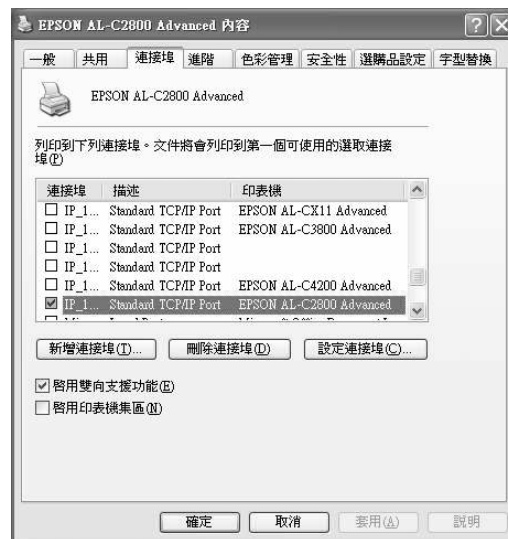 EPSON AL-C2800 Advanced 內容
一般 共用 連接埠 進階 色彩管理 安全性 選購品設定 字型替換
EPSON AL-C2800 Advanced
列印到下列連接埠。文件將會列印到第一個可使用的選取連接
埠(P)
連接埠 描述 印表機
IP_1... Standard TCP/IP Port EPSON AL-CX11 Advanced
IP_1... Standard TCP/IP Port EPSON AL-C3800 Advanced
IP_1... Standard TCP/IP Port
IP_1... Standard TCP/IP Port
IP_1... Standard TCP/IP Port EPSON AL-C4200 Advanced
IP_1... Standard TCP/IP Port EPSON AL-C2800 Advanced
新增連接埠(T)... 刪除連接埠(D) 設定連接埠(C)...
啓用雙向支援功能(E)
啓用印表機集區(N)
確定 取消 套用(A) 說明